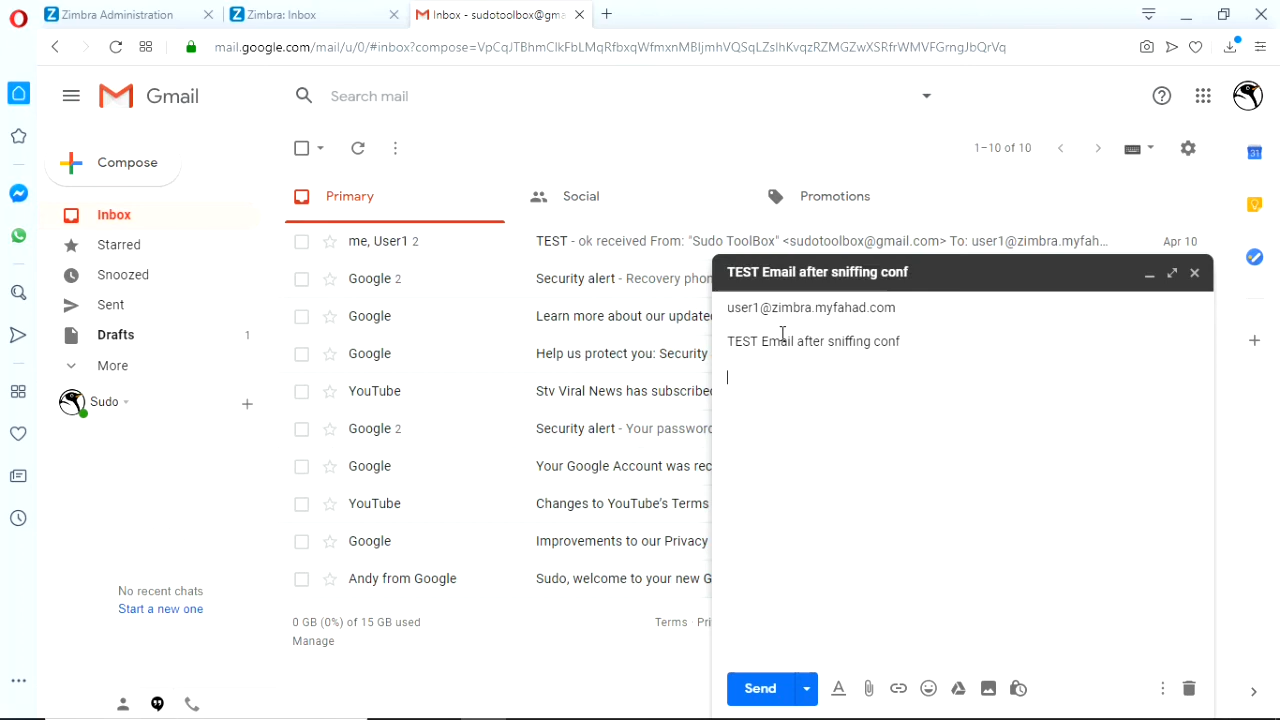 Zimbra Administration
Zimbra: Inbox
Inbox - sudotoolbox@gma
mail.google.com/mail/u/0/#inbox?compose=VpCqJTBhmClkFbLMqRfbxqWfmxnMBljmhVQSqLZslhKvqzRZMGZwXSRfrWMVFGrngJbQrVq
Gmail
Search mail
Compose
1–10 of 10
Inbox
Starred
Snoozed
Sent
Drafts 1
More
Sudo
No recent chats
Start a new one
Primary
Social
Promotions
me, User1 2 TEST - ok received From: "Sudo ToolBox" <sudotoolbox@gmail.com> To: user1@zimbra.myfah... Apr 10
Google 2 Security alert - Recovery phon
Google Learn more about our update
Google Help us protect you: Security
YouTube Stv Viral News has subscribe
Google 2 Security alert - Your passwor
Google Your Google Account was rec
YouTube Changes to YouTube's Terms
Google Improvements to our Privacy
Andy from Google Sudo, welcome to your new G
0 GB (0%) of 15 GB used
Manage
Terms · Pri
TEST Email after sniffing conf
user1@zimbra.myfahad.com
TEST Email after sniffing conf
Send
31